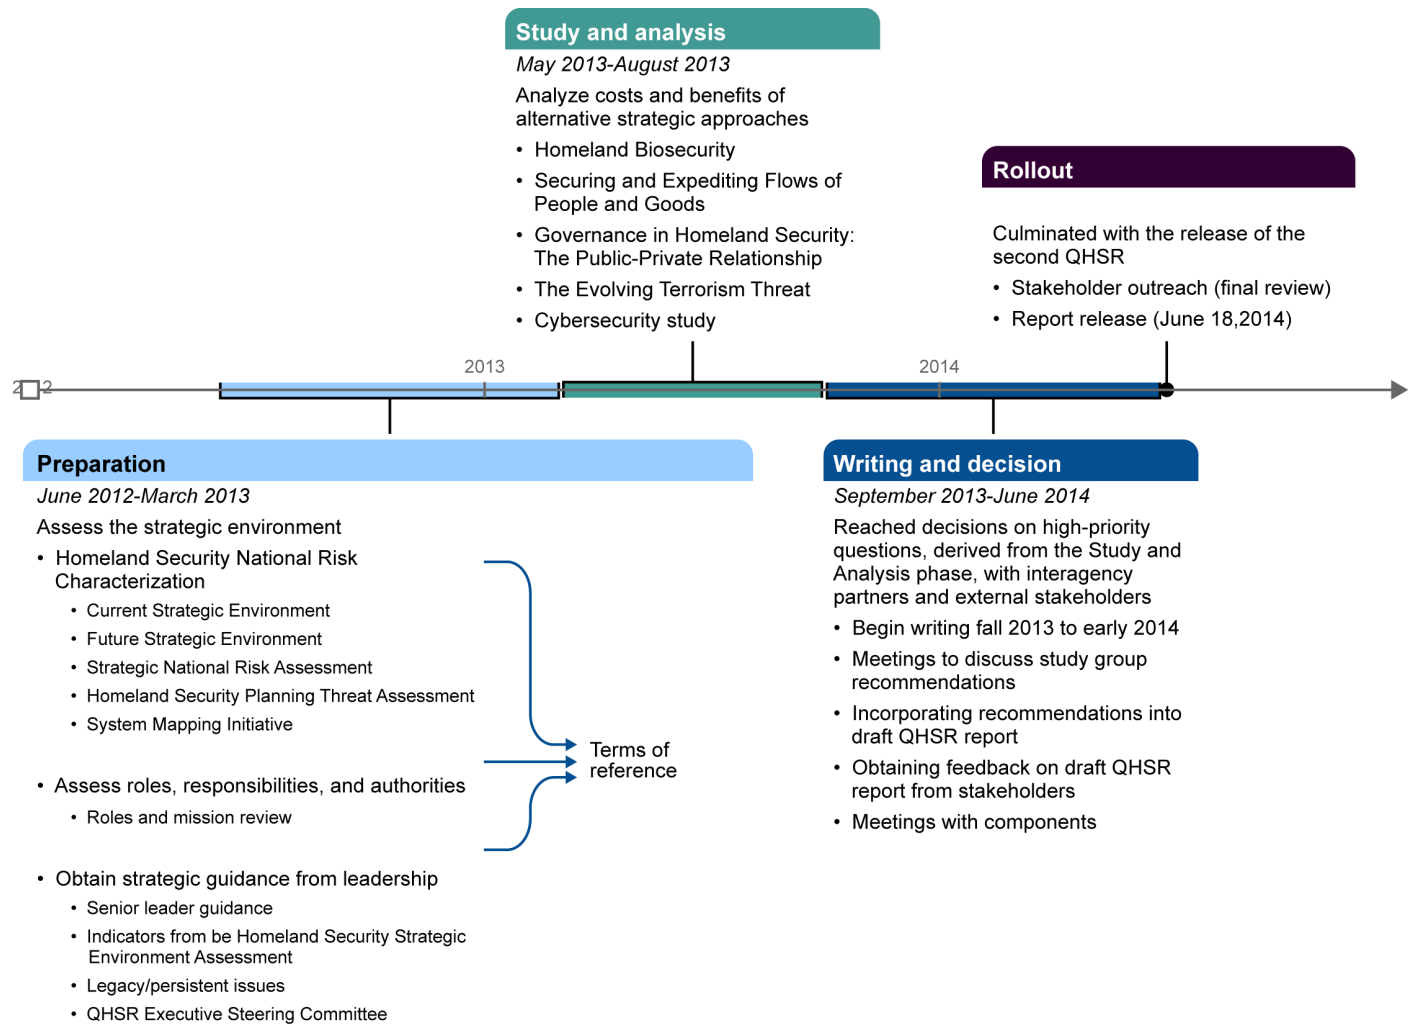 Study and analysis
May 2013-August 2013
Analyze costs and benefits of
alternative strategic approaches
• Homeland Biosecurity
• Securing and Expediting Flows of
People and Goods
• Governance in Homeland Security:
The Public-Private Relationship
• The Evolving Terrorism Threat
• Cybersecurity study
Rollout
Culminated with the release of the
second QHSR
• Stakeholder outreach (final review)
• Report release (June 18,2014)
2013
2014
Preparation
June 2012-March 2013
Assess the strategic environment
• Homeland Security National Risk
Characterization
• Current Strategic Environment
• Future Strategic Environment
• Strategic National Risk Assessment
• Homeland Security Planning Threat Assessment
• System Mapping Initiative
• Assess roles, responsibilities, and authorities
• Roles and mission review
• Obtain strategic guidance from leadership
• Senior leader guidance
• Indicators from be Homeland Security Strategic
Environment Assessment
• Legacy/persistent issues
• QHSR Executive Steering Committee
Terms of
reference
Writing and decision
September 2013-June 2014
Reached decisions on high-priority
questions, derived from the Study and
Analysis phase, with interagency
partners and external stakeholders
• Begin writing fall 2013 to early 2014
• Meetings to discuss study group
recommendations
• Incorporating recommendations into
draft QHSR report
• Obtaining feedback on draft QHSR
report from stakeholders
• Meetings with components